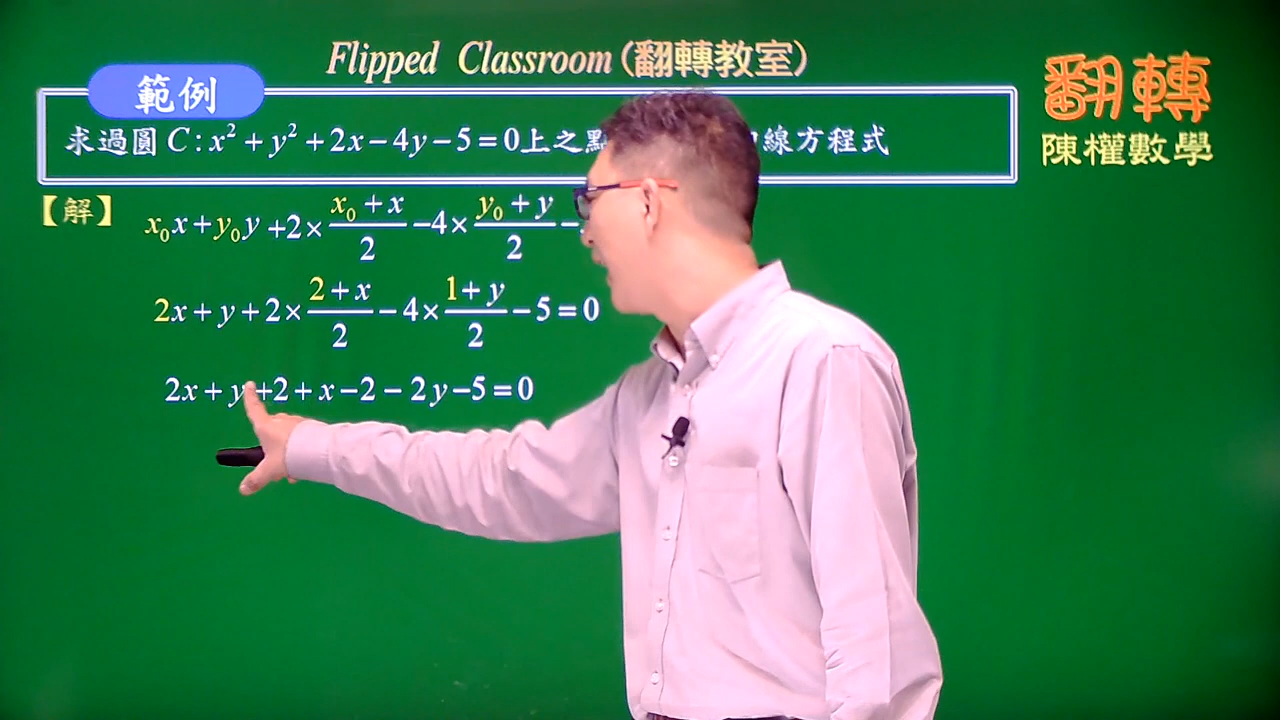 Flipped Classroom (翻轉教室)
翻轉
陳權數學
範例
求過圓 C : x² + y² + 2x − 4y − 5 = 0上之 線方程式
【解】 x₀x + y₀y + 2 × (x₀ + x)/2 − 4 × (y₀ + y)/2 −
2x + y + 2 × (2 + x)/2 − 4 × (1 + y)/2 − 5 = 0
2x + y + 2 + x − 2 − 2y − 5 = 0